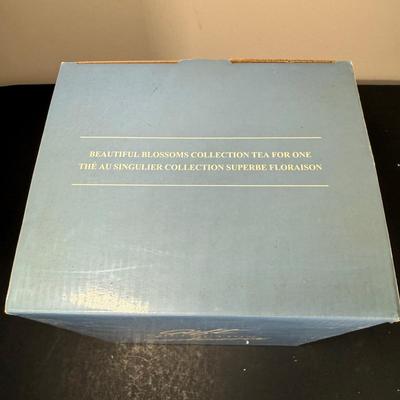 BEAUTIFUL BLOSSOMS COLLECTION TEA FOR ONE
THÉ AU SINGULIER COLLECTION SUPERBE FLORAISON